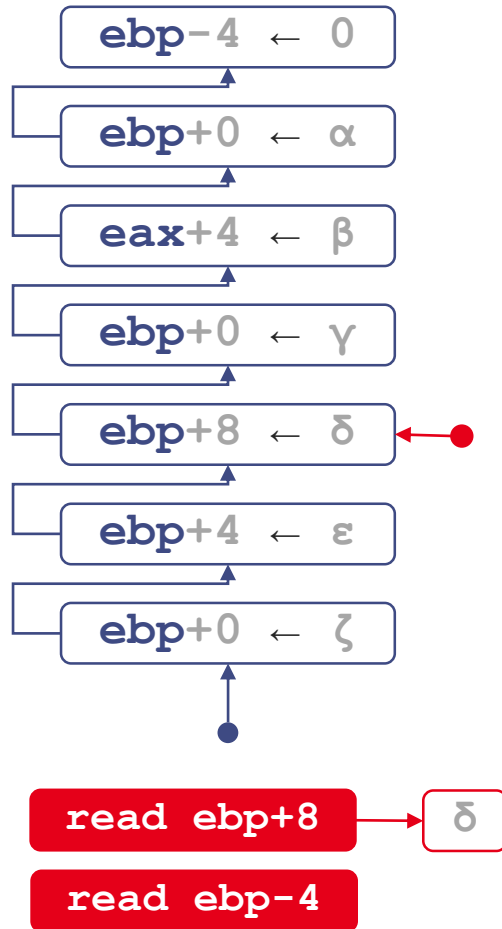 ebp-4 ← 0
ebp+0 ← α
eax+4 ← β
ebp+0 ← γ
ebp+8 ← δ
ebp+4 ← ε
ebp+0 ← ζ
read ebp+8 δ
read ebp-4